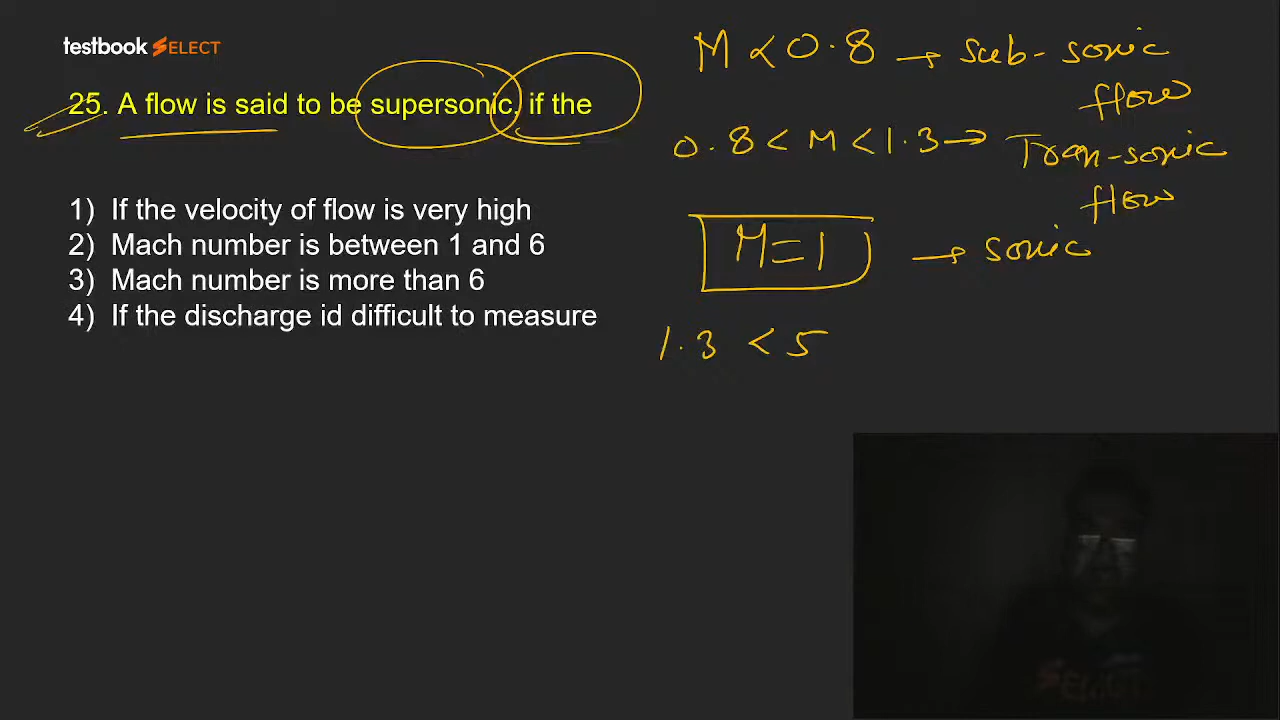 testbook SELECT
25. A flow is said to be supersonic, if the
1) If the velocity of flow is very high
2) Mach number is between 1 and 6
3) Mach number is more than 6
4) If the discharge id difficult to measure
M < 0.8 → sub-sonic
flow
0.8 < M < 1.3 → Tran-sonic
flow
M = 1 → sonic
1.3 < 5
SELECT